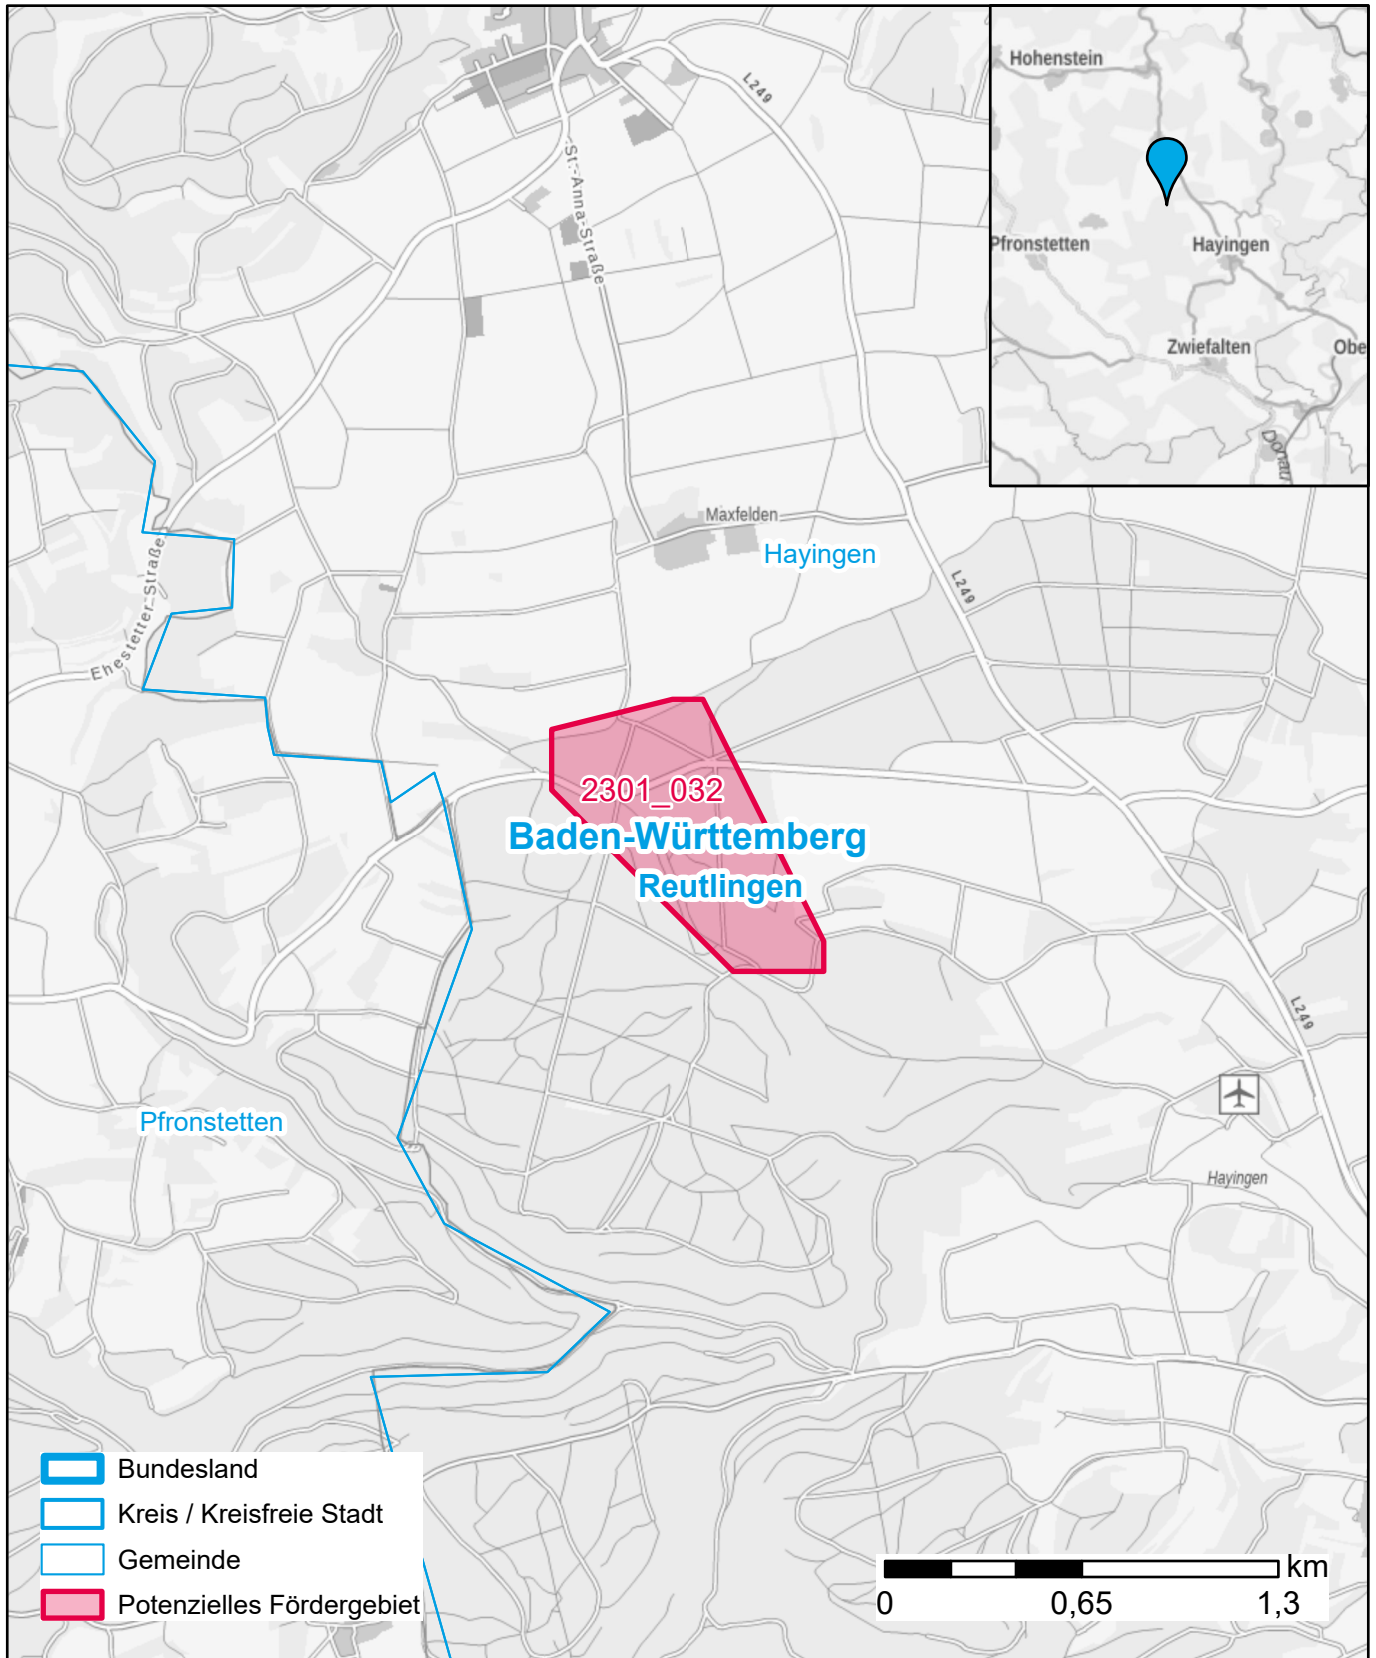 Hohenstein
Pfronstetten
Hayingen
Zwiefalten
Obe
Donau
L249
St.-Anna-Straße
Maxfelden
Hayingen
L249
Ehestetter-Straße
2301_032
Baden-Württemberg
Reutlingen
L249
Pfronstetten
Hayingen
Bundesland
Kreis / Kreisfreie Stadt
Gemeinde
Potenzielles Fördergebiet
km
0 0,65 1,3